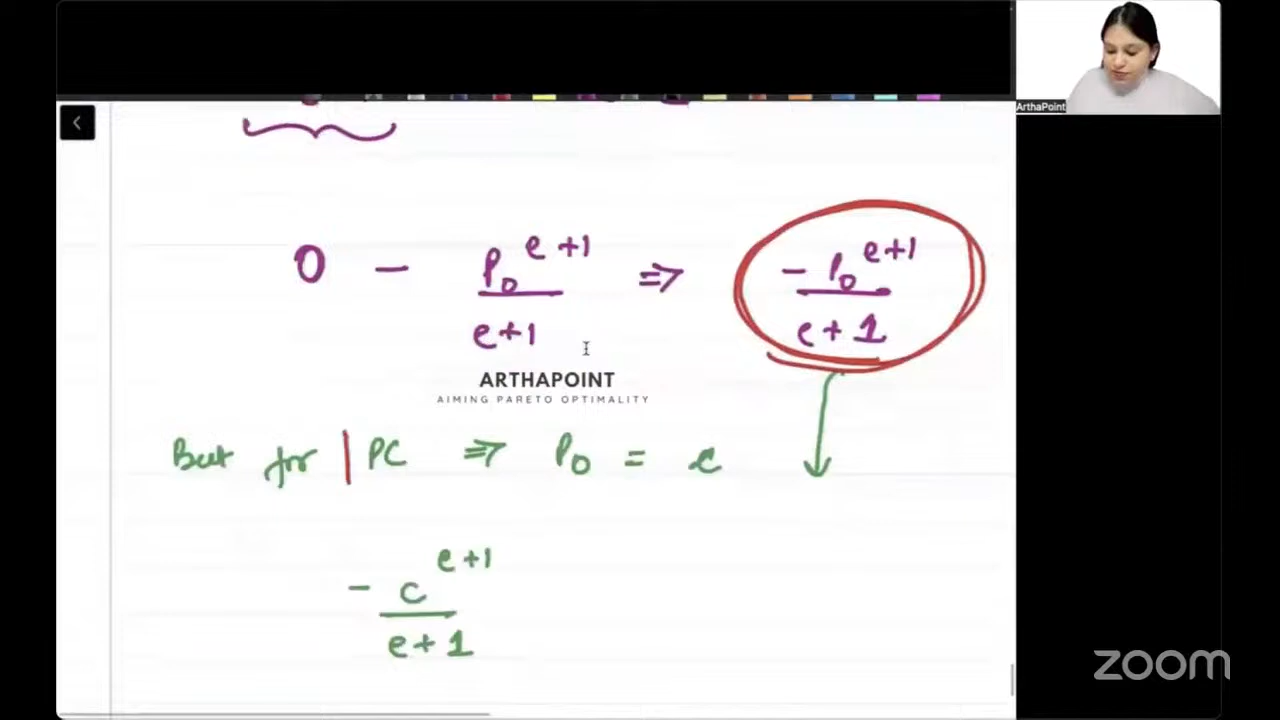 ArthaPoint
0 - P₀^(e+1) / (e+1) ⇒ - P₀^(e+1) / (e+1)
ARTHAPOINT
AIMING PARETO OPTIMALITY
But for | PC ⇒ P₀ = c
- c^(e+1) / (e+1)
zoom